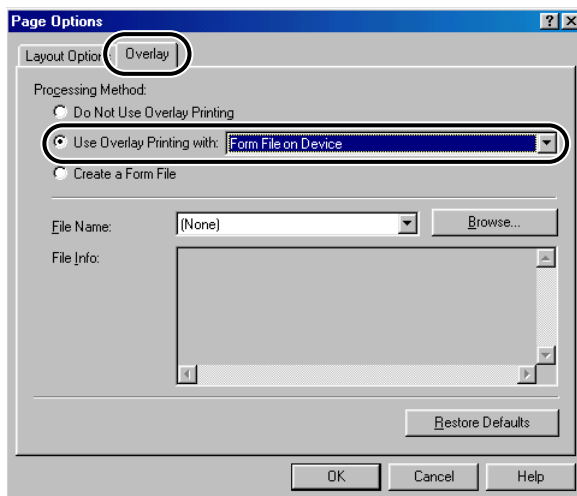 Page Options
Layout Option Overlay
Processing Method:
Do Not Use Overlay Printing
Use Overlay Printing with: Form File on Device
Create a Form File
File Name: (None) Browse...
File Info:
Restore Defaults
OK Cancel Help